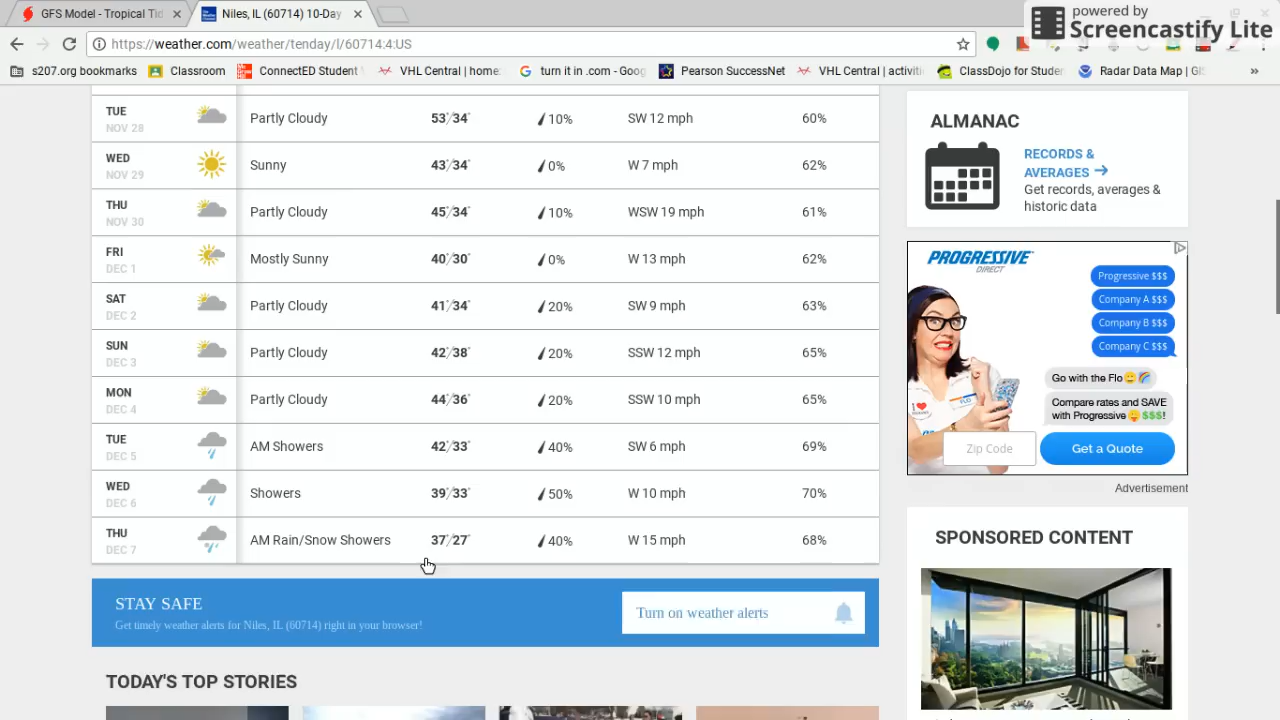 GFS Model - Tropical Tid
Niles, IL (60714) 10-Day
powered by
Screencastify Lite
https://weather.com/weather/tenday/l/60714:4:US
s207.org bookmarks
Classroom
ConnectED Student
VHL Central | home:
turn it in .com - Goog
Pearson SuccessNet
VHL Central | activiti
ClassDojo for Studen
Radar Data Map | GIS
»
TUE
NOV 28
Partly Cloudy 53°/34° 10% SW 12 mph 60%
WED
NOV 29
Sunny 43°/34° 0% W 7 mph 62%
THU
NOV 30
Partly Cloudy 45°/34° 10% WSW 19 mph 61%
FRI
DEC 1
Mostly Sunny 40°/30° 0% W 13 mph 62%
SAT
DEC 2
Partly Cloudy 41°/34° 20% SW 9 mph 63%
SUN
DEC 3
Partly Cloudy 42°/38° 20% SSW 12 mph 65%
MON
DEC 4
Partly Cloudy 44°/36° 20% SSW 10 mph 65%
TUE
DEC 5
AM Showers 42°/33° 40% SW 6 mph 69%
WED
DEC 6
Showers 39°/33° 50% W 10 mph 70%
THU
DEC 7
AM Rain/Snow Showers 37°/27° 40% W 15 mph 68%
STAY SAFE
Get timely weather alerts for Niles, IL (60714) right in your browser!
Turn on weather alerts
TODAY'S TOP STORIES
ALMANAC
RECORDS &
AVERAGES →
Get records, averages &
historic data
PROGRESSIVE
DIRECT
Progressive $$$
Company A $$$
Company B $$$
Company C $$$
Go with the Flo
Compare rates and SAVE
with Progressive $$$!
FLO
Zip Code
Get a Quote
Advertisement
SPONSORED CONTENT